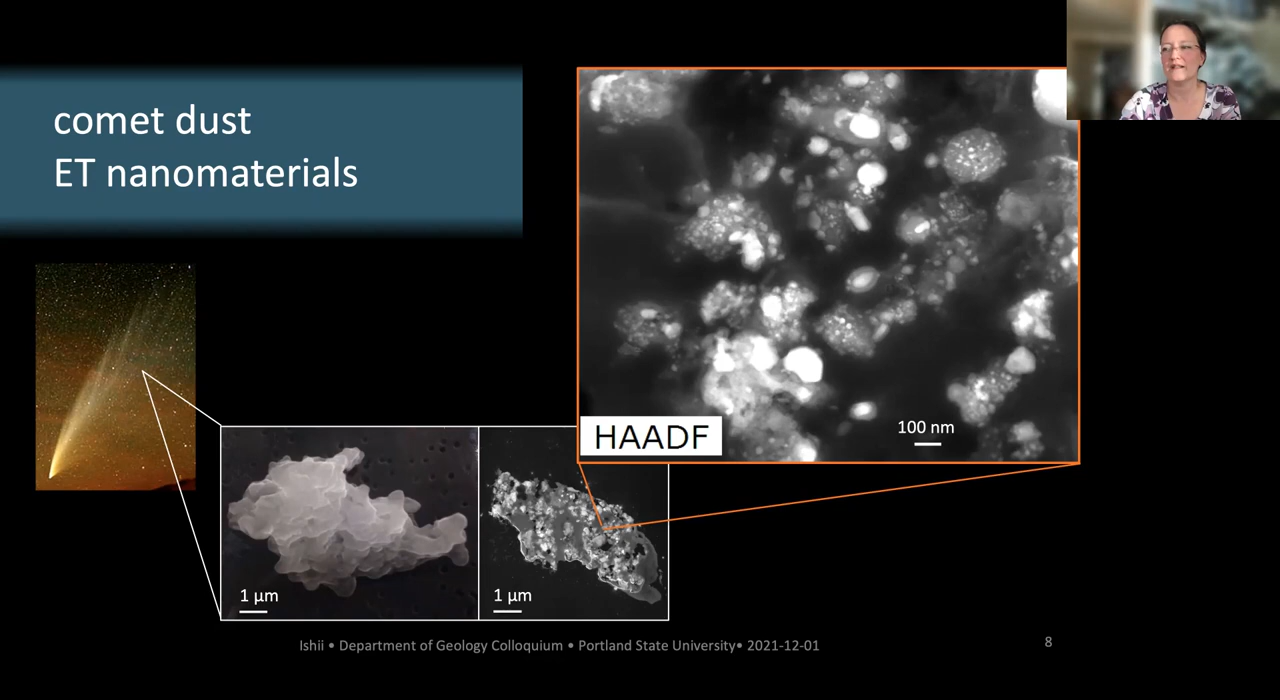 comet dust
ET nanomaterials
HAADF
100 nm
1 µm
1 µm
Ishii • Department of Geology Colloquium • Portland State University• 2021-12-01
8